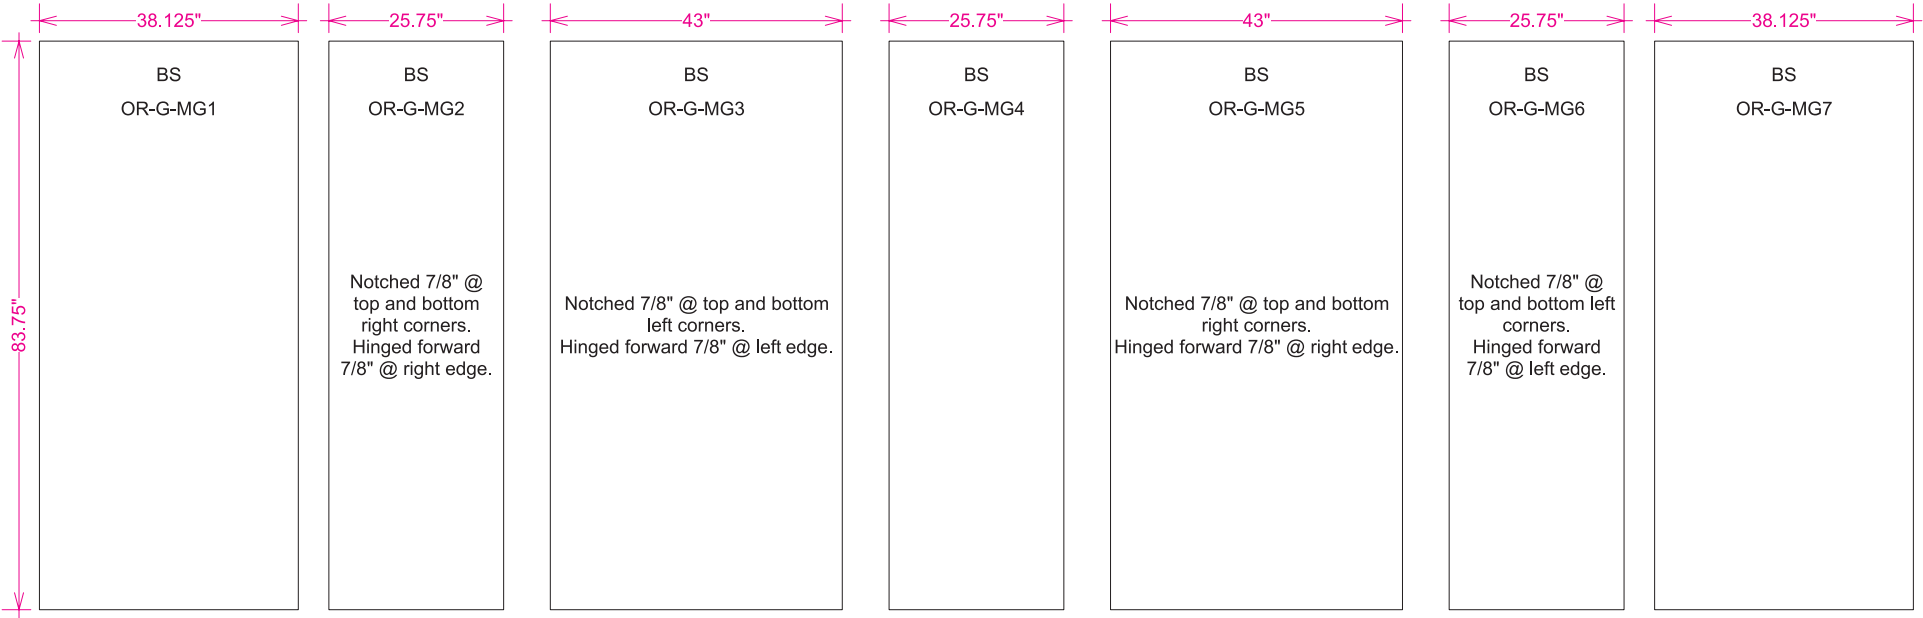 38.125"
25.75"
43"
25.75"
43"
25.75"
38.125"
83.75"
BS
OR-G-MG1
BS
OR-G-MG2
Notched 7/8" @
top and bottom
right corners.
Hinged forward
7/8" @ right edge.
BS
OR-G-MG3
Notched 7/8" @ top and bottom
left corners.
Hinged forward 7/8" @ left edge.
BS
OR-G-MG4
BS
OR-G-MG5
Notched 7/8" @ top and bottom
right corners.
Hinged forward 7/8" @ right edge.
BS
OR-G-MG6
Notched 7/8" @
top and bottom left
corners.
Hinged forward
7/8" @ left edge.
BS
OR-G-MG7